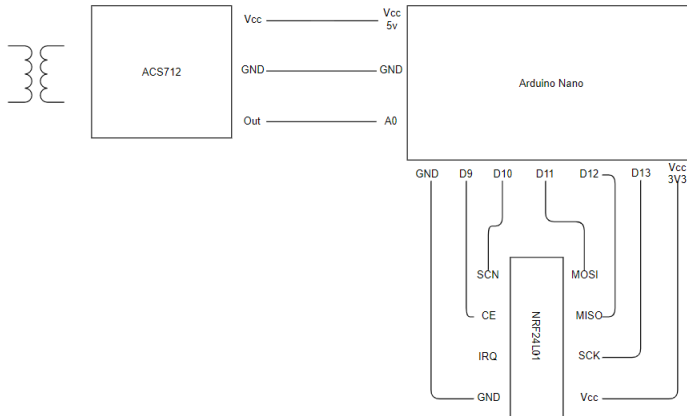 Vcc
Vcc
5v
ACS712
GND
GND
Arduino Nano
Out
A0
GND
D9
D10
D11
D12
D13
Vcc
3V3
SCN
MOSI
CE
MISO
NRF24L01
IRQ
SCK
GND
Vcc